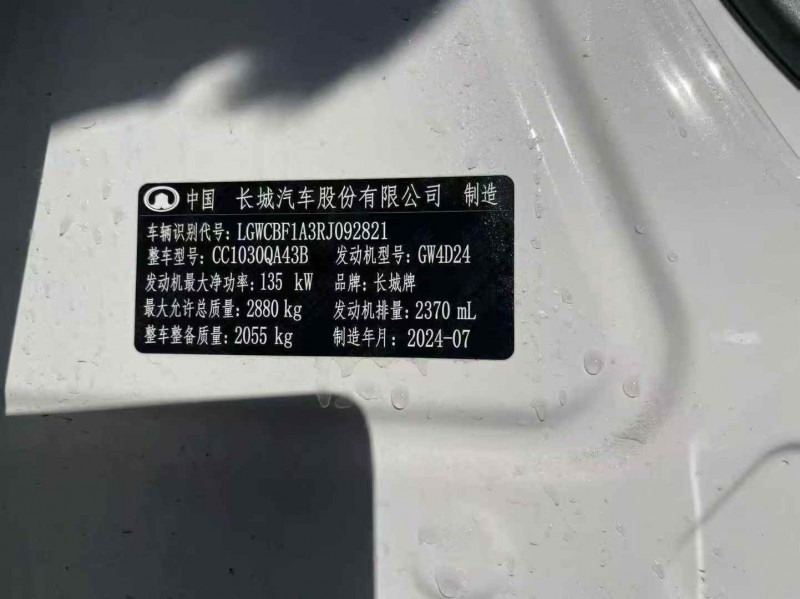 中国 长城汽车股份有限公司 制造
车辆识别代号: LGWCBF1A3RJ092821
整车型号: CC1030QA43B 发动机型号: GW4D24
发动机最大净功率: 135 kW 品牌: 长城牌
最大允许总质量: 2880 kg 发动机排量: 2370 mL
整车整备质量: 2055 kg 制造年月: 2024-07